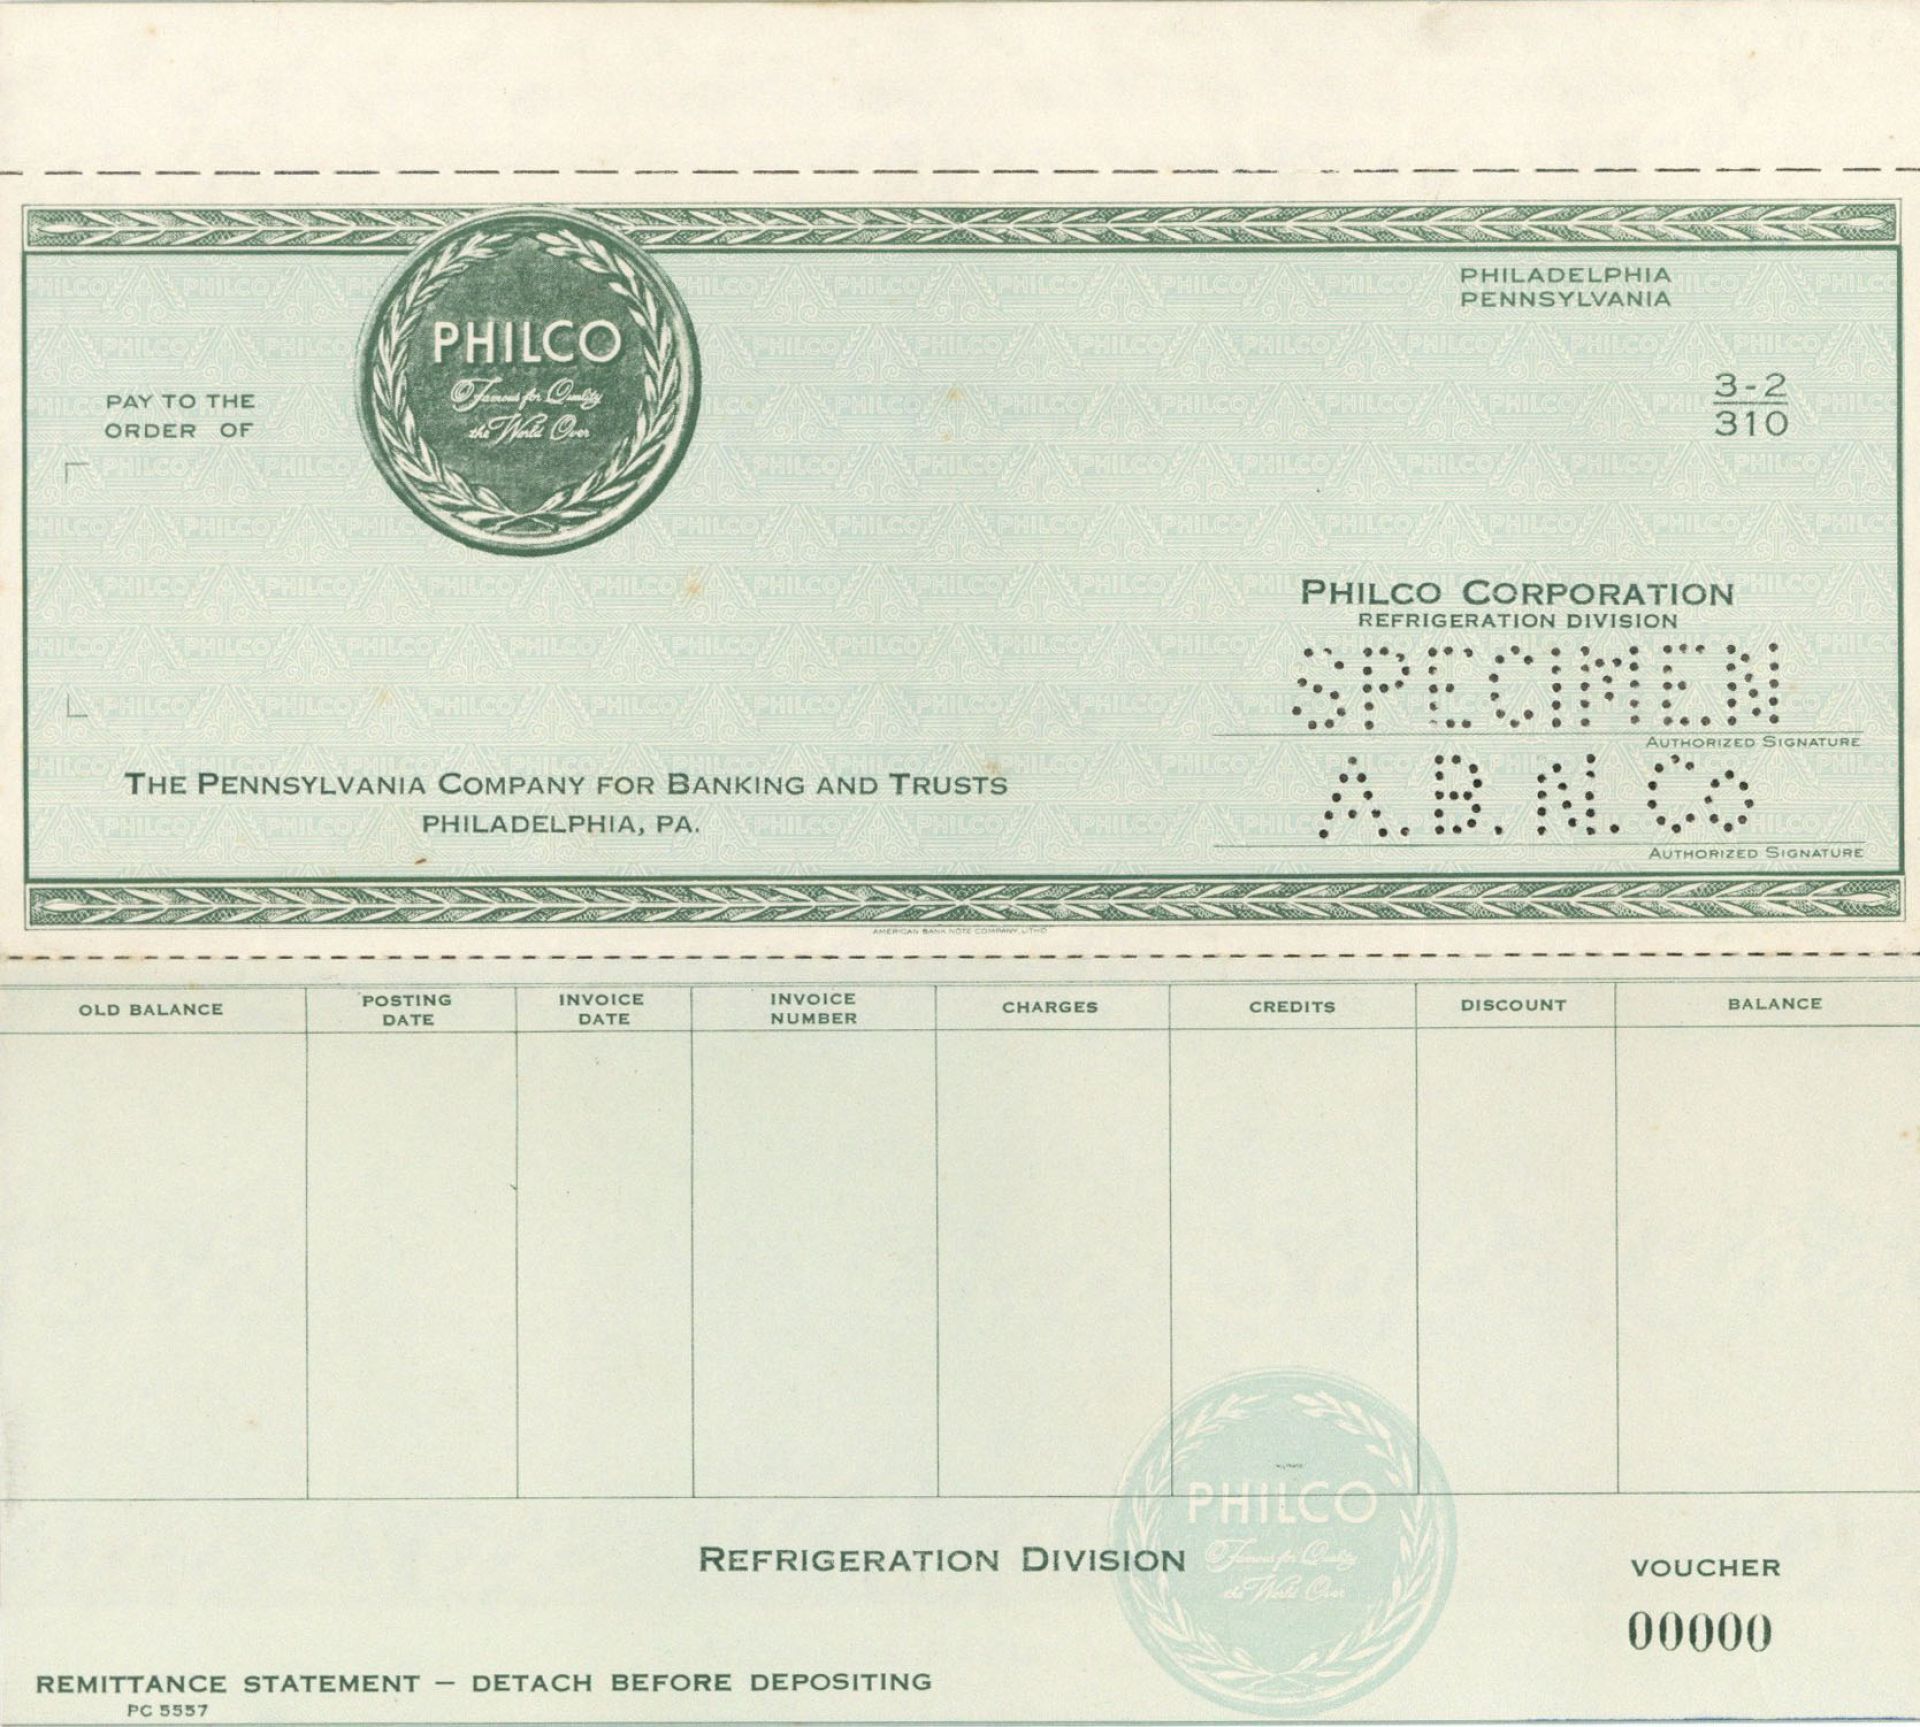 PHILADELPHIA
PENNSYLVANIA
PHILCO
Famous for Quality
the World Over
PAY TO THE
ORDER OF
3-2
310
PHILCO CORPORATION
REFRIGERATION DIVISION
SPECIMEN
AUTHORIZED SIGNATURE
THE PENNSYLVANIA COMPANY FOR BANKING AND TRUSTS
PHILADELPHIA, PA.
A.B.N.Co
AUTHORIZED SIGNATURE
AMERICAN BANK NOTE COMPANY, LITHO.
OLD BALANCE POSTING DATE INVOICE DATE INVOICE NUMBER CHARGES CREDITS DISCOUNT BALANCE
PHILCO
Famous for Quality
the World Over
REFRIGERATION DIVISION
VOUCHER
00000
REMITTANCE STATEMENT — DETACH BEFORE DEPOSITING
PC 5557